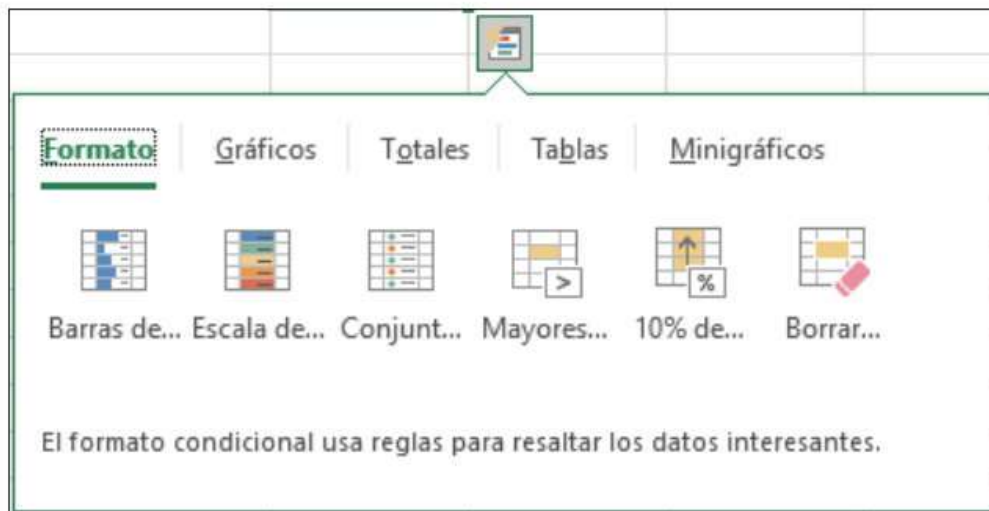 Formato Gráficos Totales Tablas Minigráficos
Barras de... Escala de... Conjunt... Mayores... 10% de... Borrar...
El formato condicional usa reglas para resaltar los datos interesantes.